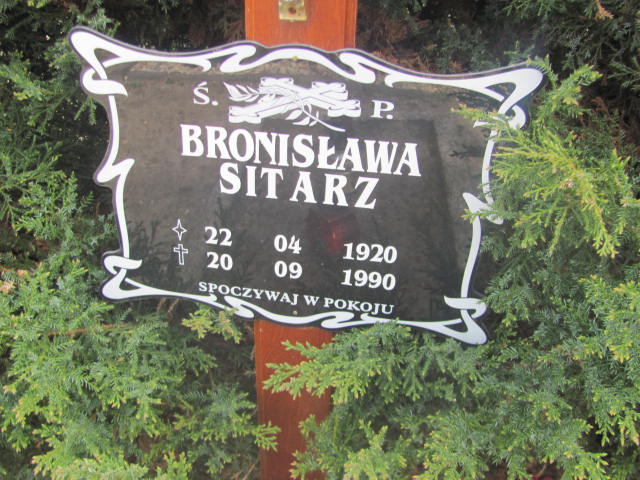 Ś. P.
BRONISŁAWA
SITARZ
22 04 1920
20 09 1990
SPOCZYWAJ W POKOJU